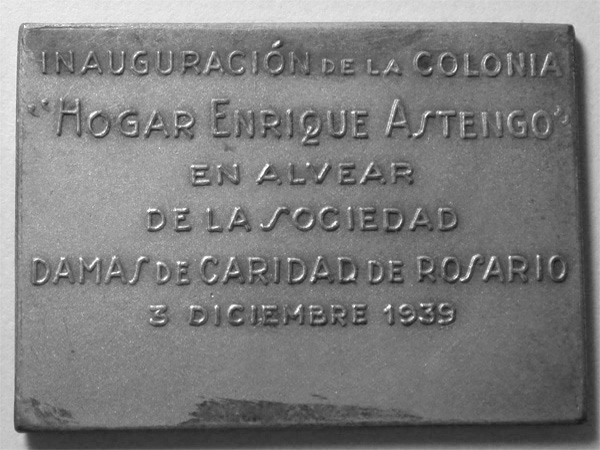 INAUGURACIÓN DE LA COLONIA
"HOGAR ENRIQUE ASTENGO"
EN ALVEAR
DE LA SOCIEDAD
DAMAS DE CARIDAD DE ROSARIO
3 DICIEMBRE 1939